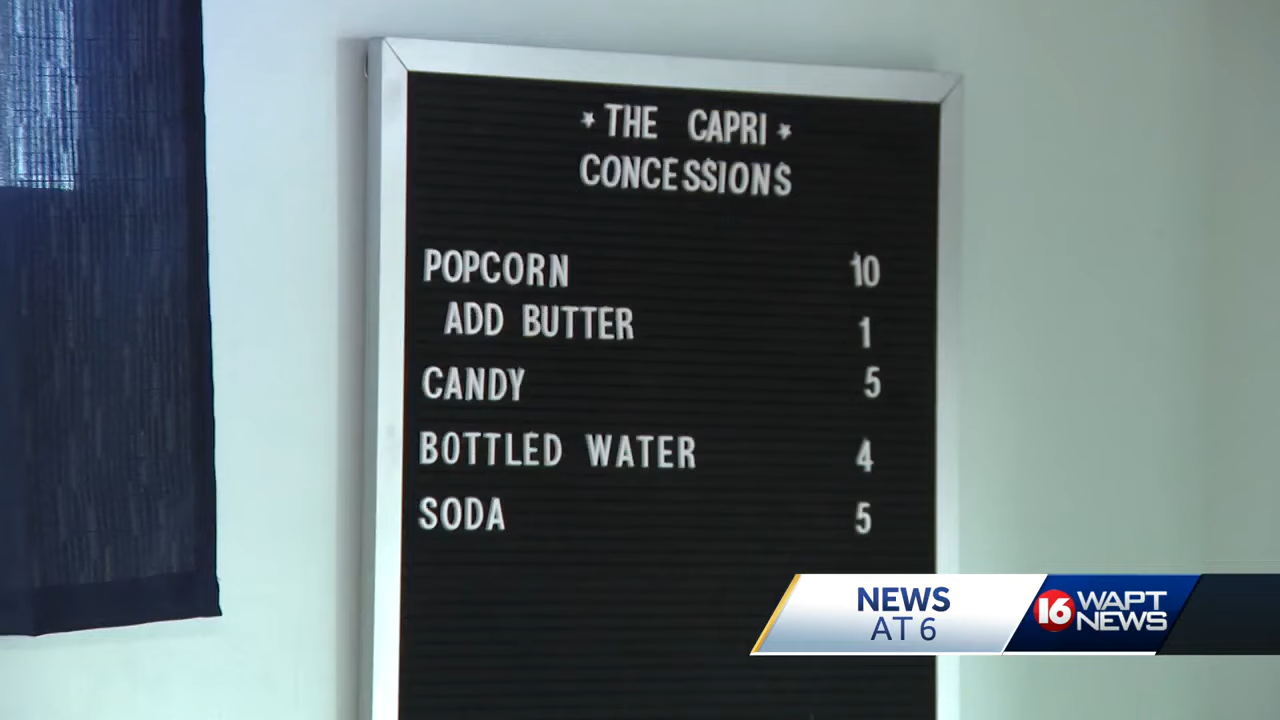 * THE CAPRI *
CONCESSIONS
POPCORN 10
ADD BUTTER 1
CANDY 5
BOTTLED WATER 4
SODA 5
NEWS
AT 6
16 WAPT
NEWS